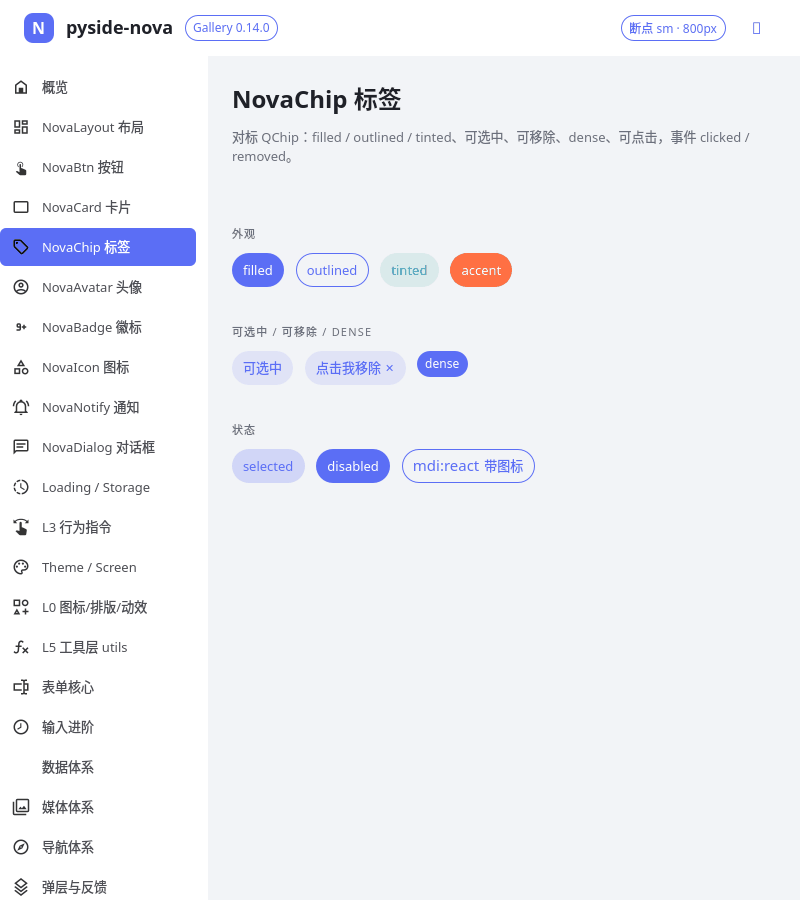 N pyside-nova Gallery 0.14.0 断点 sm · 800px
概览
NovaLayout 布局
NovaBtn 按钮
NovaCard 卡片
NovaChip 标签
NovaAvatar 头像
9+ NovaBadge 徽标
NovaIcon 图标
NovaNotify 通知
NovaDialog 对话框
Loading / Storage
L3 行为指令
Theme / Screen
L0 图标/排版/动效
L5 工具层 utils
表单核心
输入进阶
数据体系
媒体体系
导航体系
弹层与反馈
NovaChip 标签
对标 QChip：filled / outlined / tinted、可选中、可移除、dense、可点击，事件 clicked /
removed。
外观
filled outlined tinted accent
可选中 / 可移除 / DENSE
可选中 点击我移除 × dense
状态
selected disabled mdi:react 带图标